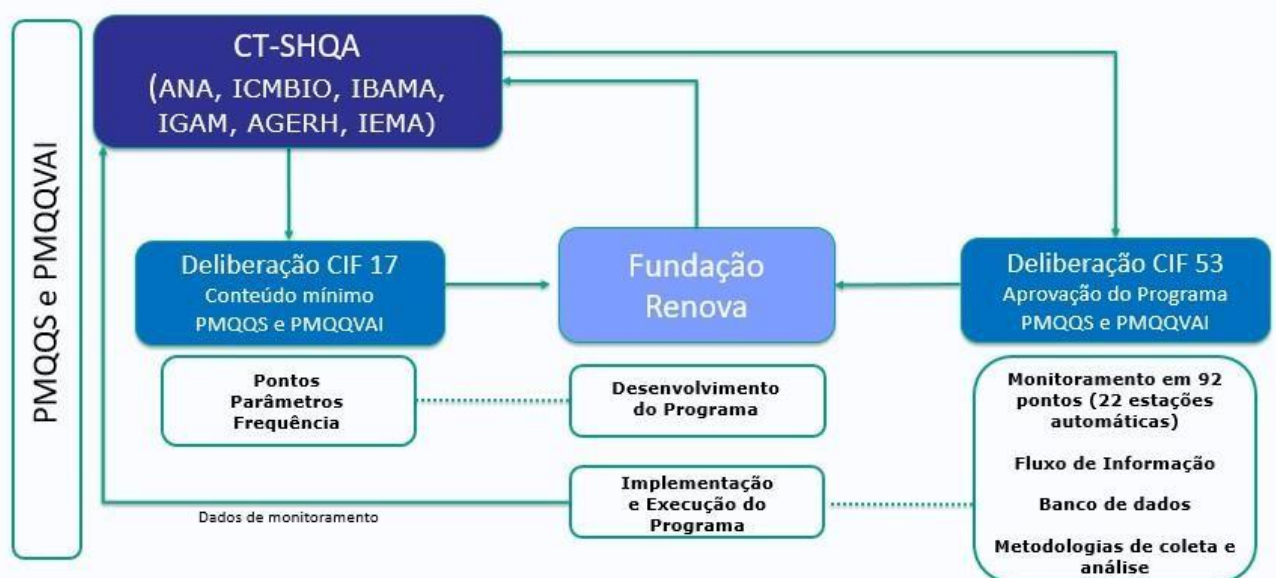 PMQQS e PMQQVAI
CT-SHQA
(ANA, ICMBIO, IBAMA,
IGAM, AGERH, IEMA)
Deliberação CIF 17
Conteúdo mínimo
PMQQS e PMQQVAI
Fundação
Renova
Deliberação CIF 53
Aprovação do Programa
PMQQS e PMQQVAI
Pontos
Parâmetros
Frequência
Desenvolvimento
do Programa
Monitoramento em 92
pontos (22 estações
automáticas)
Fluxo de Informação
Banco de dados
Metodologias de coleta e
análise
Implementação
e Execução do
Programa
Dados de monitoramento